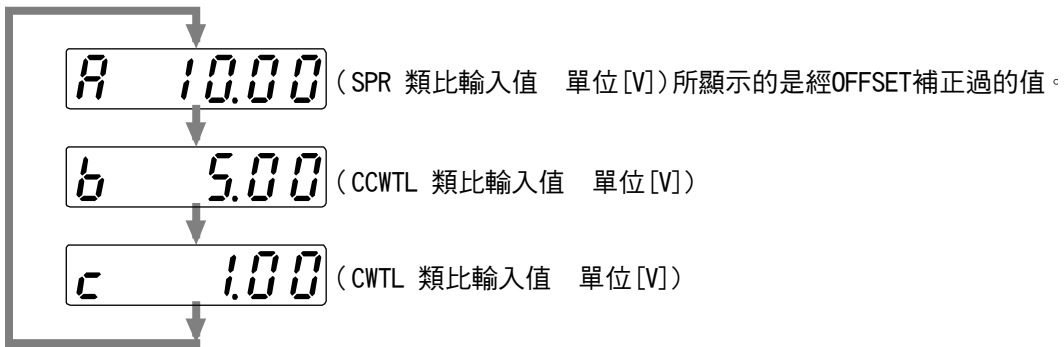 A 10.00 (SPR 類比輸入值 單位[V])所顯示的是經OFFSET補正過的值。
b 5.00 (CCWTL 類比輸入值 單位[V])
c 1.00 (CWTL 類比輸入值 單位[V])